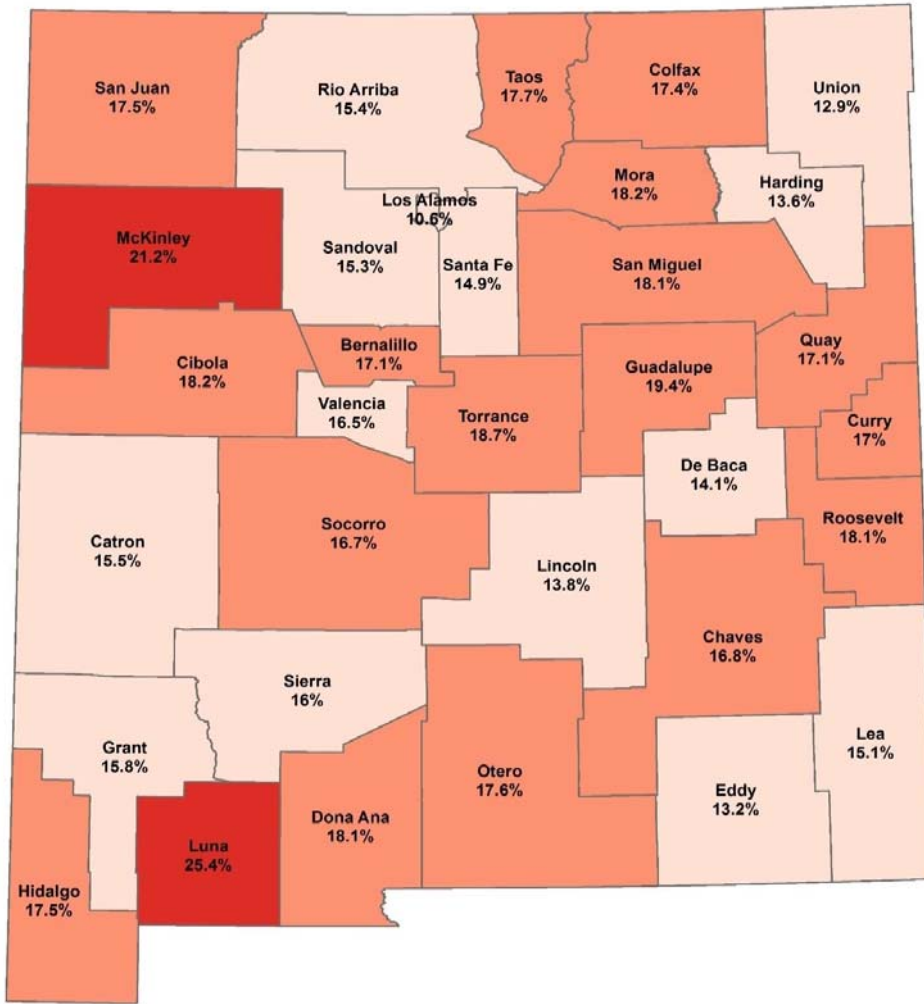 San Juan
17.5%
Rio Arriba
15.4%
Taos
17.7%
Colfax
17.4%
Union
12.9%
Mora
18.2%
Harding
13.6%
Los Alamos
10.6%
McKinley
21.2%
Sandoval
15.3%
Santa Fe
14.9%
San Miguel
18.1%
Cibola
18.2%
Bernalillo
17.1%
Quay
17.1%
Guadalupe
19.4%
Valencia
16.5%
Torrance
18.7%
Curry
17%
De Baca
14.1%
Roosevelt
18.1%
Socorro
16.7%
Catron
15.5%
Lincoln
13.8%
Chaves
16.8%
Sierra
16%
Grant
15.8%
Lea
15.1%
Otero
17.6%
Eddy
13.2%
Dona Ana
18.1%
Luna
25.4%
Hidalgo
17.5%